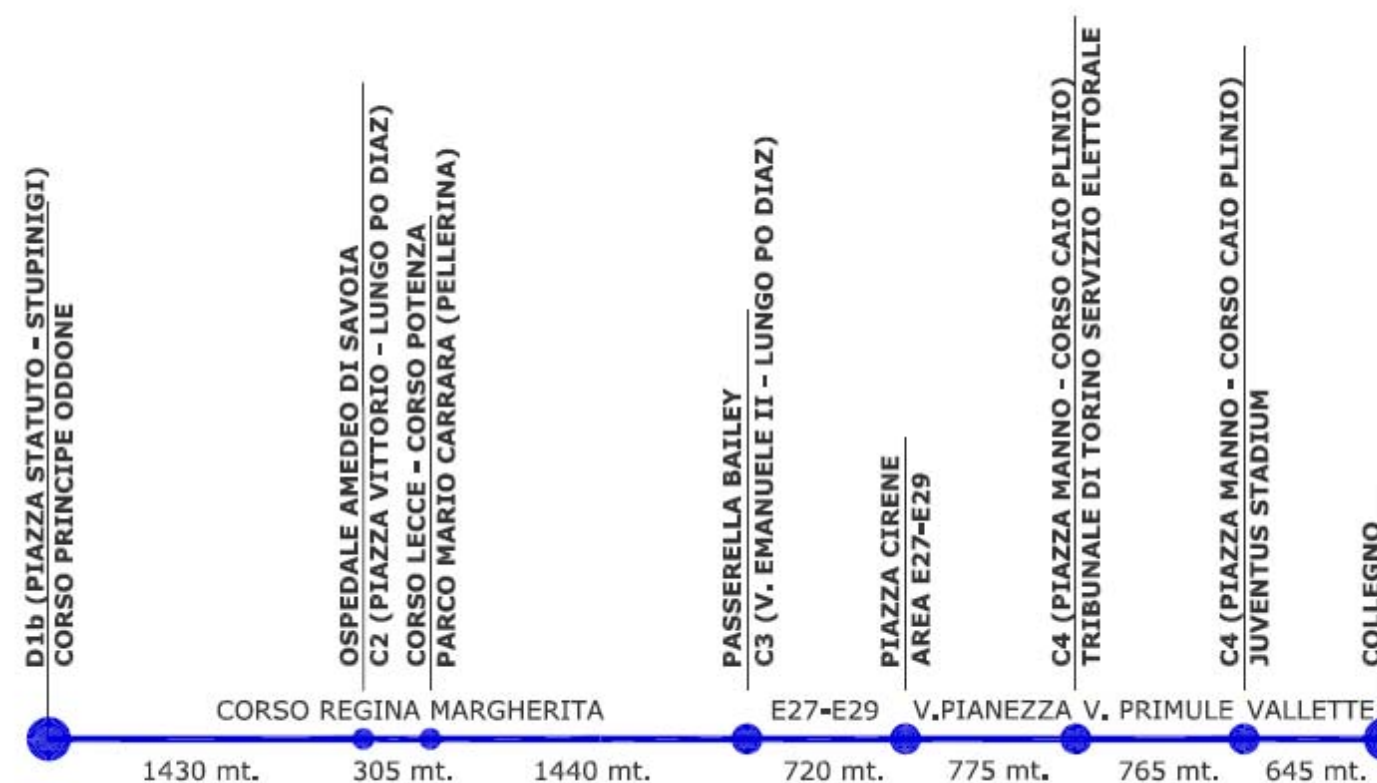 D1b (PIAZZA STATUTO - STUPINIGI)
CORSO PRINCIPE ODDONE
OSPEDALE AMEDEO DI SAVOIA
C2 (PIAZZA VITTORIO - LUNGO PO DIAZ)
CORSO LECCE - CORSO POTENZA
PARCO MARIO CARRARA (PELLERINA)
PASSERELLA BAILEY
C3 (V. EMANUELE II - LUNGO PO DIAZ)
PIAZZA CIRENE
AREA E27-E29
C4 (PIAZZA MANNO - CORSO CAIO PLINIO)
TRIBUNALE DI TORINO SERVIZIO ELETTORALE
C4 (PIAZZA MANNO - CORSO CAIO PLINIO)
JUVENTUS STADIUM
COLLEGNO
CORSO REGINA MARGHERITA
E27-E29
V.PIANEZZA
V. PRIMULE
VALLETTE
1430 mt.
305 mt.
1440 mt.
720 mt.
775 mt.
765 mt.
645 mt.